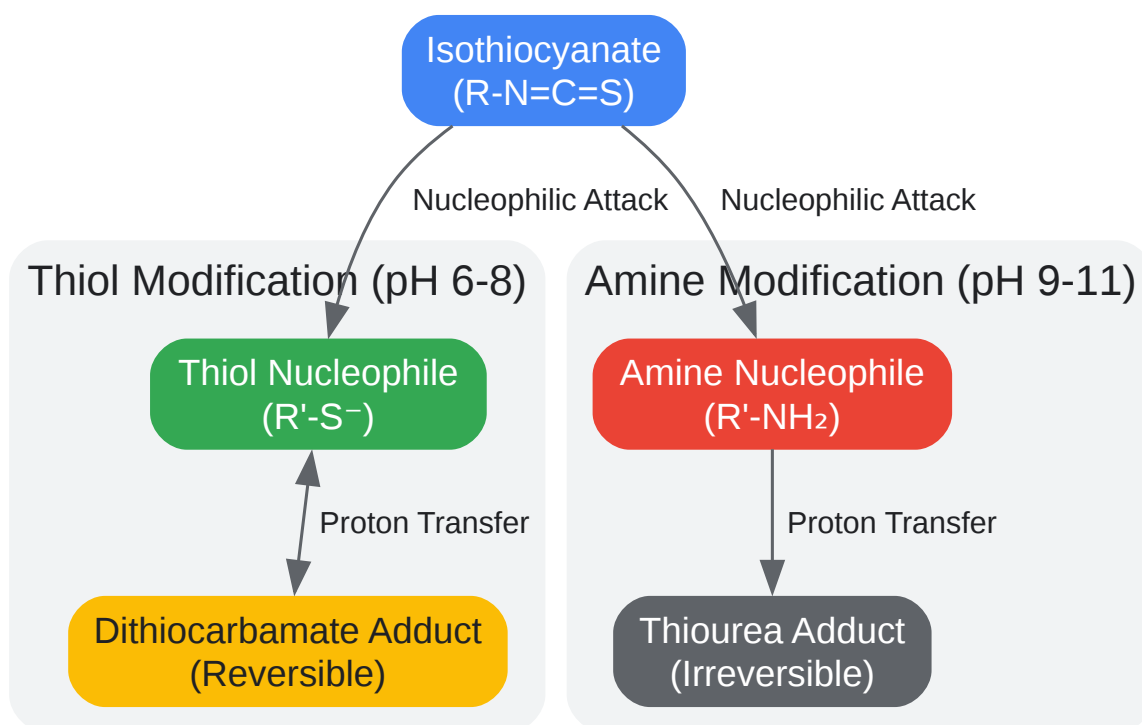 Isothiocyanate
(R-N=C=S)
Nucleophilic Attack
Nucleophilic Attack
Thiol Modification (pH 6-8)
Amine Modification (pH 9-11)
Thiol Nucleophile
(R'-S⁻)
Amine Nucleophile
(R'-NH₂)
Proton Transfer
Proton Transfer
Dithiocarbamate Adduct
(Reversible)
Thiourea Adduct
(Irreversible)